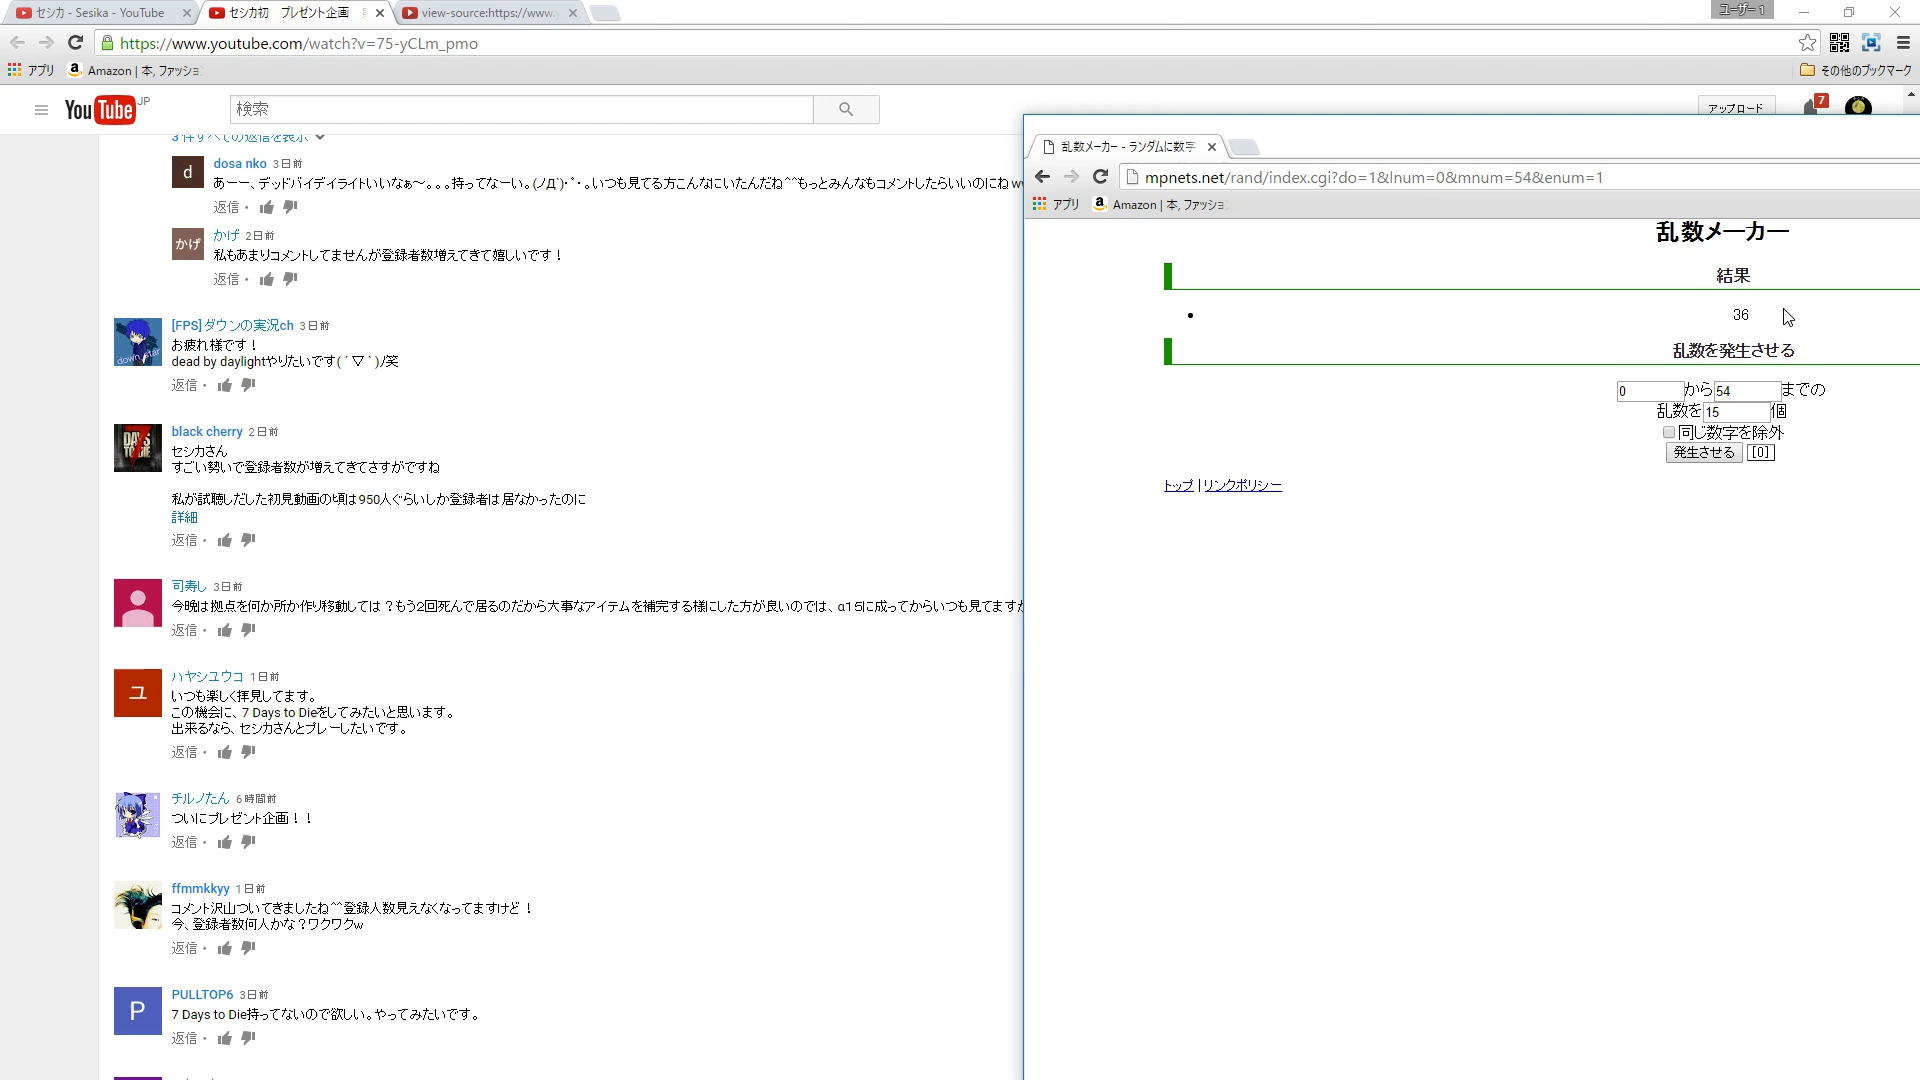 セシカ - Sesika - YouTube
セシカ初 プレゼント企画
view-source:https://www.
ユーザー 1
https://www.youtube.com/watch?v=75-yCLm_pmo
アプリ
Amazon | 本, ファッショ
その他のブックマーク
YouTube JP
検索
アップロード
7
3 件すべての返信を表示
d
dosa nko 3日前
あーー、デッドバイデイライトいいなぁ〜。。。持ってなーい。(ノД`)・ﾟ・。いつも見てる方こんなにいたんだね^^もっとみんなもコメントしたらいいのにね w
返信・
かげ
かげ 2日前
私もあまりコメントしてませんが登録者数増えてきて嬉しいです！
返信・
[FPS] ダウンの実況ch 3日前
お疲れ様です！
dead by daylightやりたいです( ´ ▽ ` )ﾉ笑
down_star
返信・
black cherry 2日前
セシカさん
すごい勢いで登録者数が増えてきてさすがですね
私が試聴しだした初見動画の頃は950人ぐらいしか登録者は居なかったのに
詳細
返信・
司寿し 3日前
今晩は拠点を何か所か作り移動しては？もう2回死んで居るのだから大事なアイテムを補完する様にした方が良いのでは、α15に成ってからいつも見てますか
返信・
ユ
ハヤシユウコ 1日前
いつも楽しく拝見してます。
この機会に、7 Days to Dieをしてみたいと思います。
出来るなら、セシカさんとプレーしたいです。
返信・
チルノたん 6時間前
ついにプレゼント企画！！
返信・
ffmmkkyy 1日前
コメント沢山ついてきましたね^^登録人数見えなくなってますけど！
今、登録者数何人かな？ワクワクw
返信・
P
PULLTOP6 3日前
7 Days to Die持ってないので欲しい。やってみたいです。
返信・
乱数メーカー - ランダムに数字
mpnets.net/rand/index.cgi?do=1&lnum=0&mnum=54&enum=1
アプリ
Amazon | 本, ファッショ
乱数メーカー
結果
36
乱数を発生させる
0から54までの
乱数を15個
同じ数字を除外
発生させる [0]
トップ | リンクポリシー